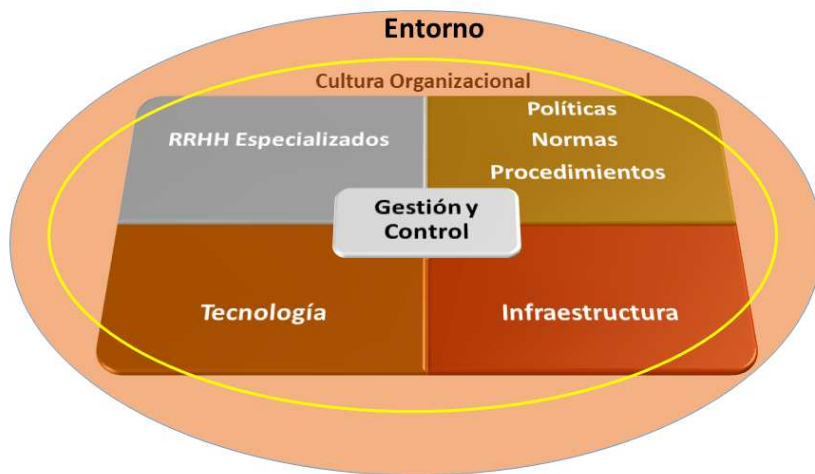 Entorno
Cultura Organizacional
RRHH Especializados
Políticas
Normas
Procedimientos
Gestión y
Control
Tecnología
Infraestructura